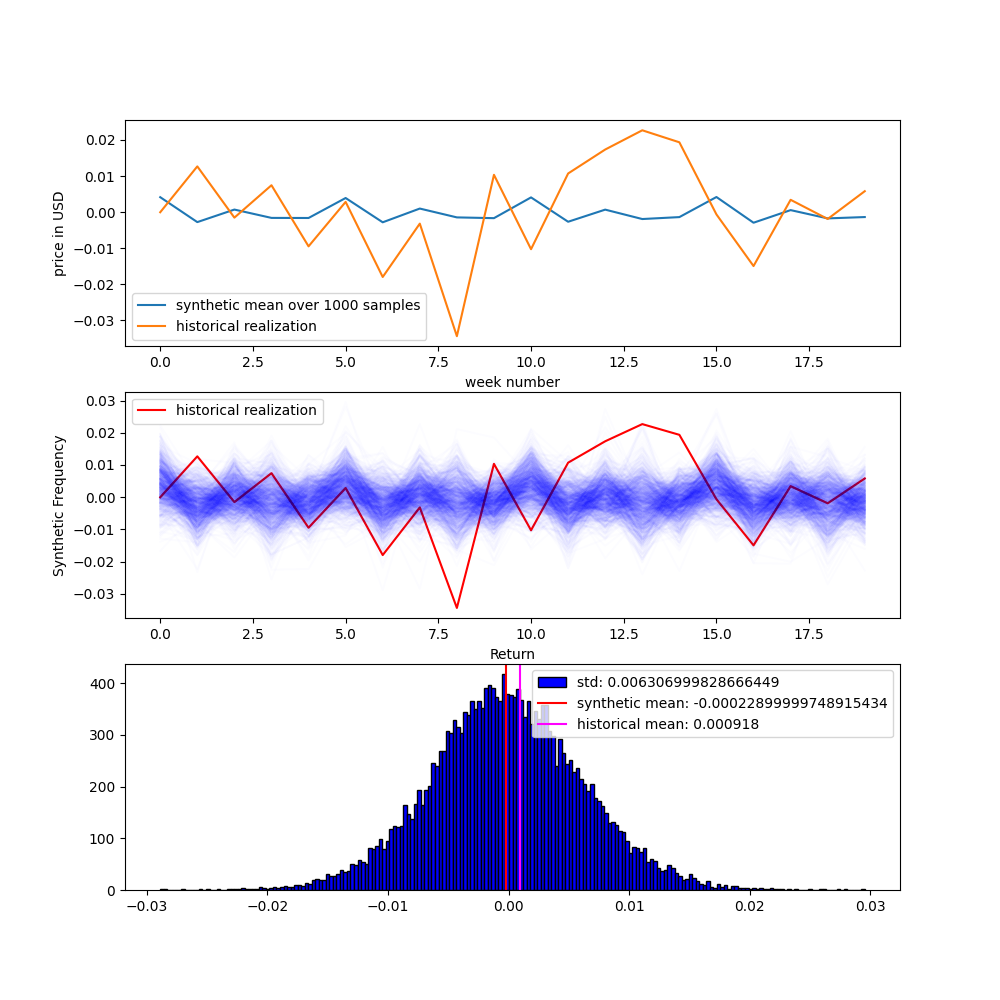 0.02
0.01
0.00
−0.01
−0.02
−0.03
price in USD
synthetic mean over 1000 samples
historical realization
0.0 2.5 5.0 7.5 10.0 12.5 15.0 17.5
week number
0.03
0.02
0.01
0.00
−0.01
−0.02
−0.03
Synthetic Frequency
historical realization
0.0 2.5 5.0 7.5 10.0 12.5 15.0 17.5
Return
400
300
200
100
0
std: 0.006306999828666449
synthetic mean: -0.00022899999748915434
historical mean: 0.000918
−0.03 −0.02 −0.01 0.00 0.01 0.02 0.03